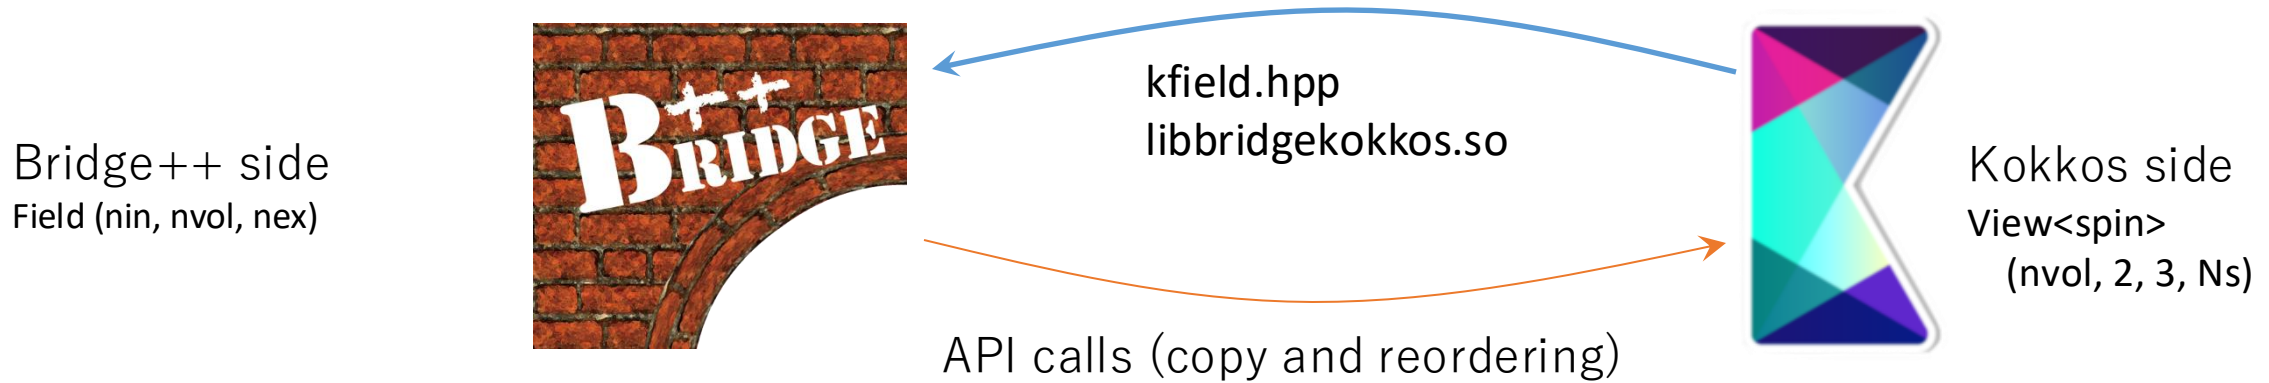 Bridge++ side
Field (nin, nvol, nex)
B++
RIDGE
kfield.hpp
libbridgekokkos.so
API calls (copy and reordering)
Kokkos side
View<spin>
(nvol, 2, 3, Ns)